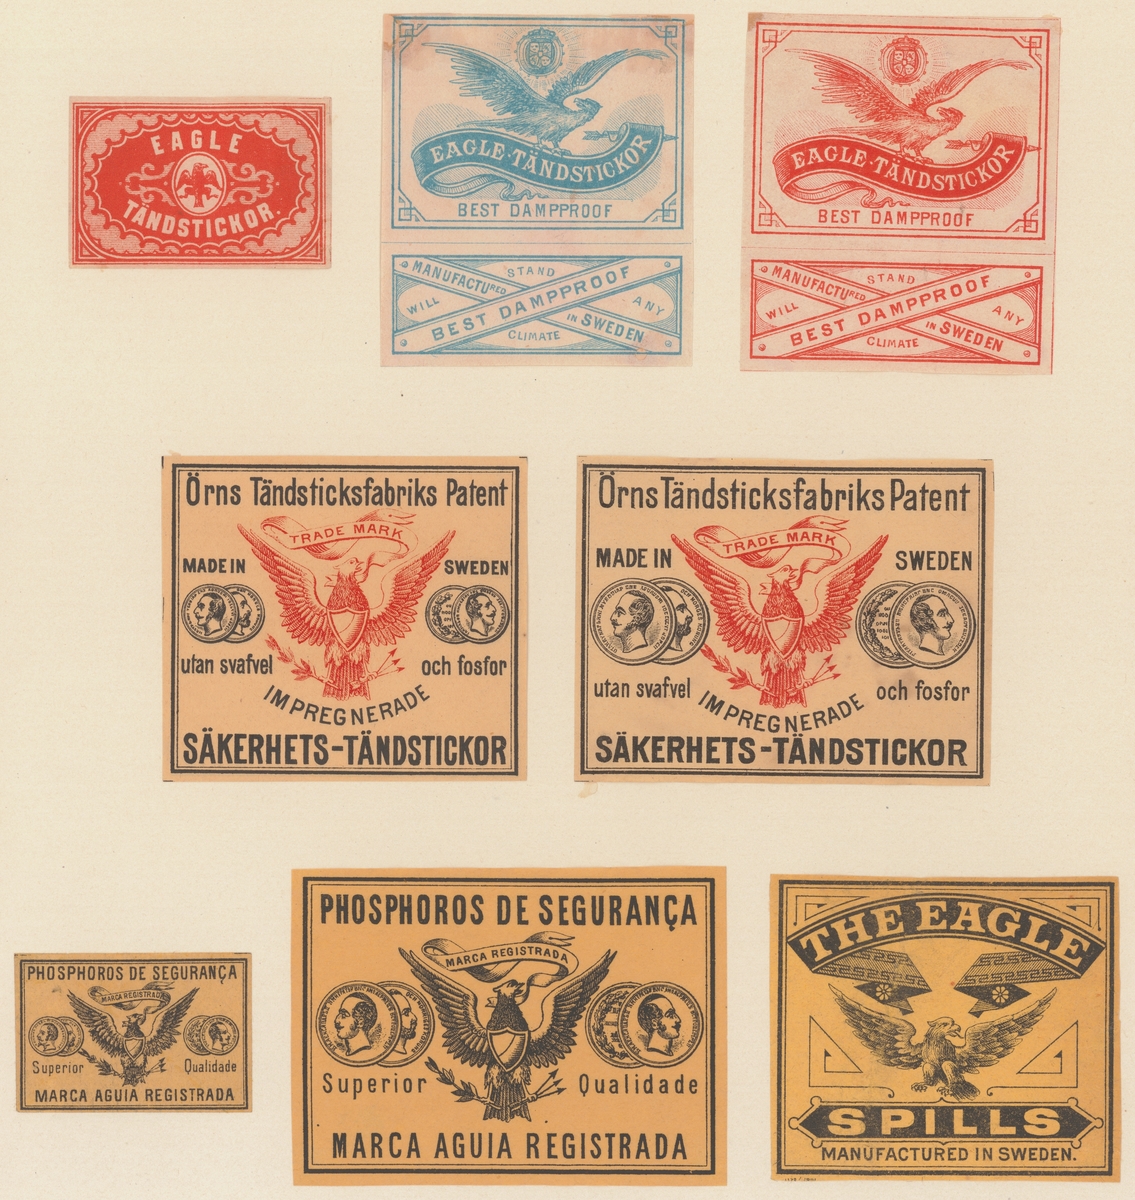 EAGLE
TÄNDSTICKOR.
EAGLE-TÄNDSTICKOR
BEST DAMPPROOF
MANUFACTURED IN SWEDEN
BEST DAMPPROOF
WILL STAND ANY CLIMATE
EAGLE-TÄNDSTICKOR
BEST DAMPPROOF
MANUFACTURED IN SWEDEN
BEST DAMPPROOF
WILL STAND ANY CLIMATE
Örns Tändsticksfabriks Patent
TRADE MARK
MADE IN SWEDEN
utan svafvel och fosfor
IMPREGNERADE
SÄKERHETS-TÄNDSTICKOR
Örns Tändsticksfabriks Patent
TRADE MARK
MADE IN SWEDEN
utan svafvel och fosfor
IMPREGNERADE
SÄKERHETS-TÄNDSTICKOR
PHOSPHOROS DE SEGURANÇA
MARCA REGISTRADA
Superior Qualidade
MARCA AGUIA REGISTRADA
PHOSPHOROS DE SEGURANÇA
MARCA REGISTRADA
Superior Qualidade
MARCA AGUIA REGISTRADA
THE EAGLE
SPILLS
MANUFACTURED IN SWEDEN.